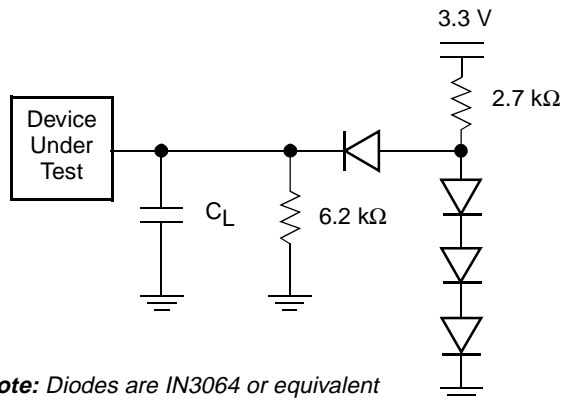 3.3 V
2.7 kΩ
Device
Under
Test
CL
6.2 kΩ
ote: Diodes are IN3064 or equivalent